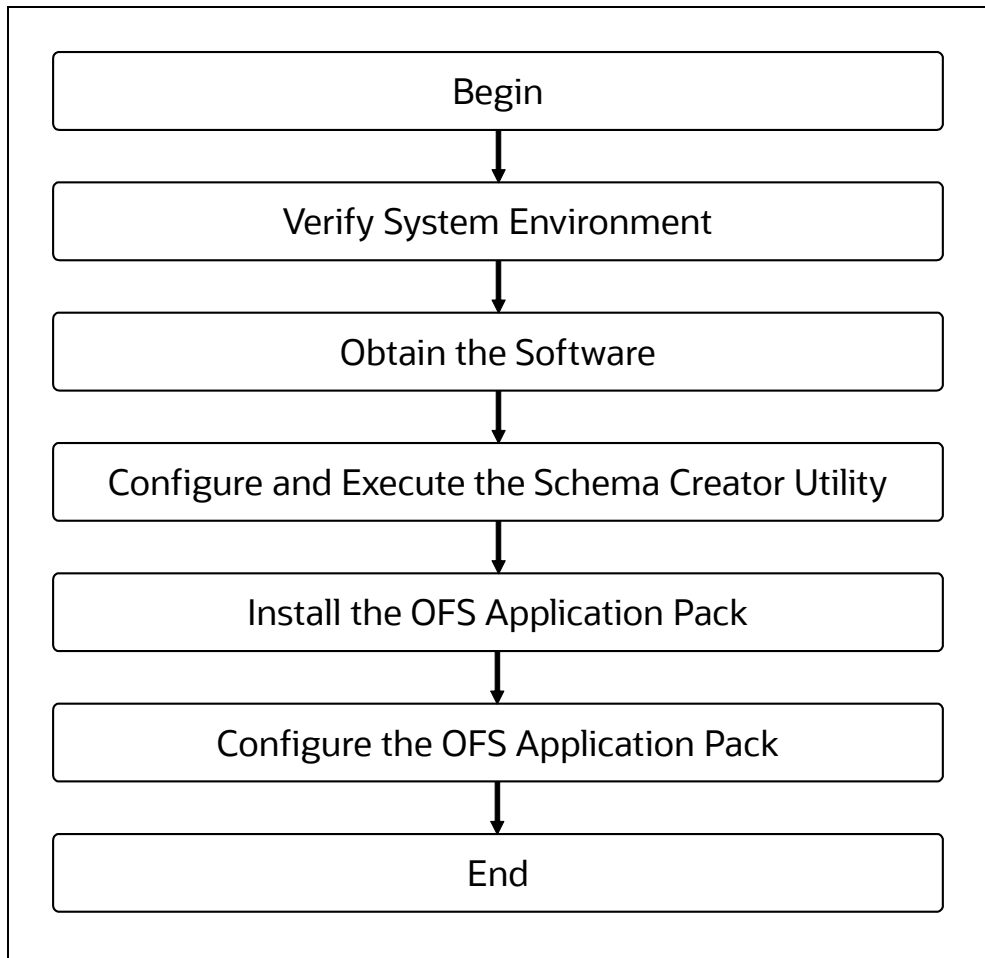 Begin
Verify System Environment
Obtain the Software
Configure and Execute the Schema Creator Utility
Install the OFS Application Pack
Configure the OFS Application Pack
End